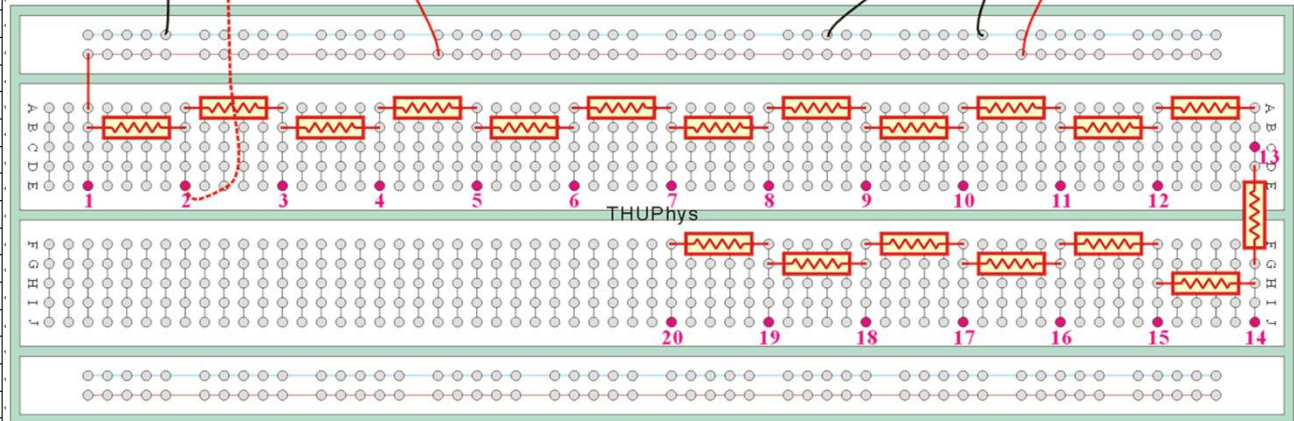 A A
B B
C C
13
D D
E E
1 2 3 4 5 6 7 8 9 10 11 12
THUPhys
F F
G G
H H
I I
J J
20 19 18 17 16 15 14